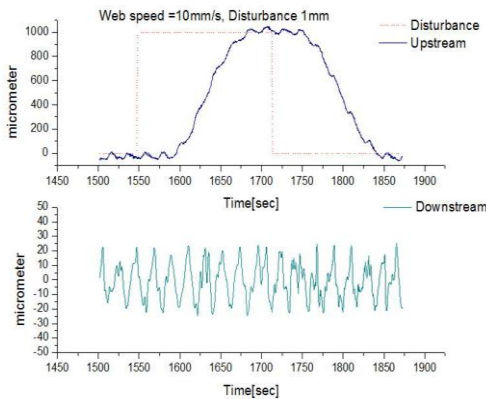 Web speed =10mm/s, Disturbance 1mm
Disturbance
Upstream
micrometer
1000
800
600
400
200
0
1450 1500 1550 1600 1650 1700 1750 1800 1850 1900
Time[sec]
Downstream
micrometer
50
40
30
20
10
0
-10
-20
-30
-40
-50
1450 1500 1550 1600 1650 1700 1750 1800 1850 1900
Time[sec]